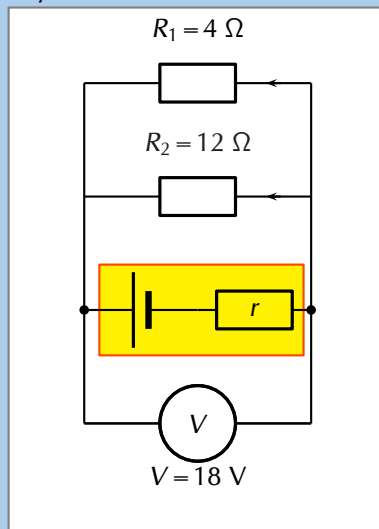 R₁ = 4 Ω
R₂ = 12 Ω
r
V
V = 18 V